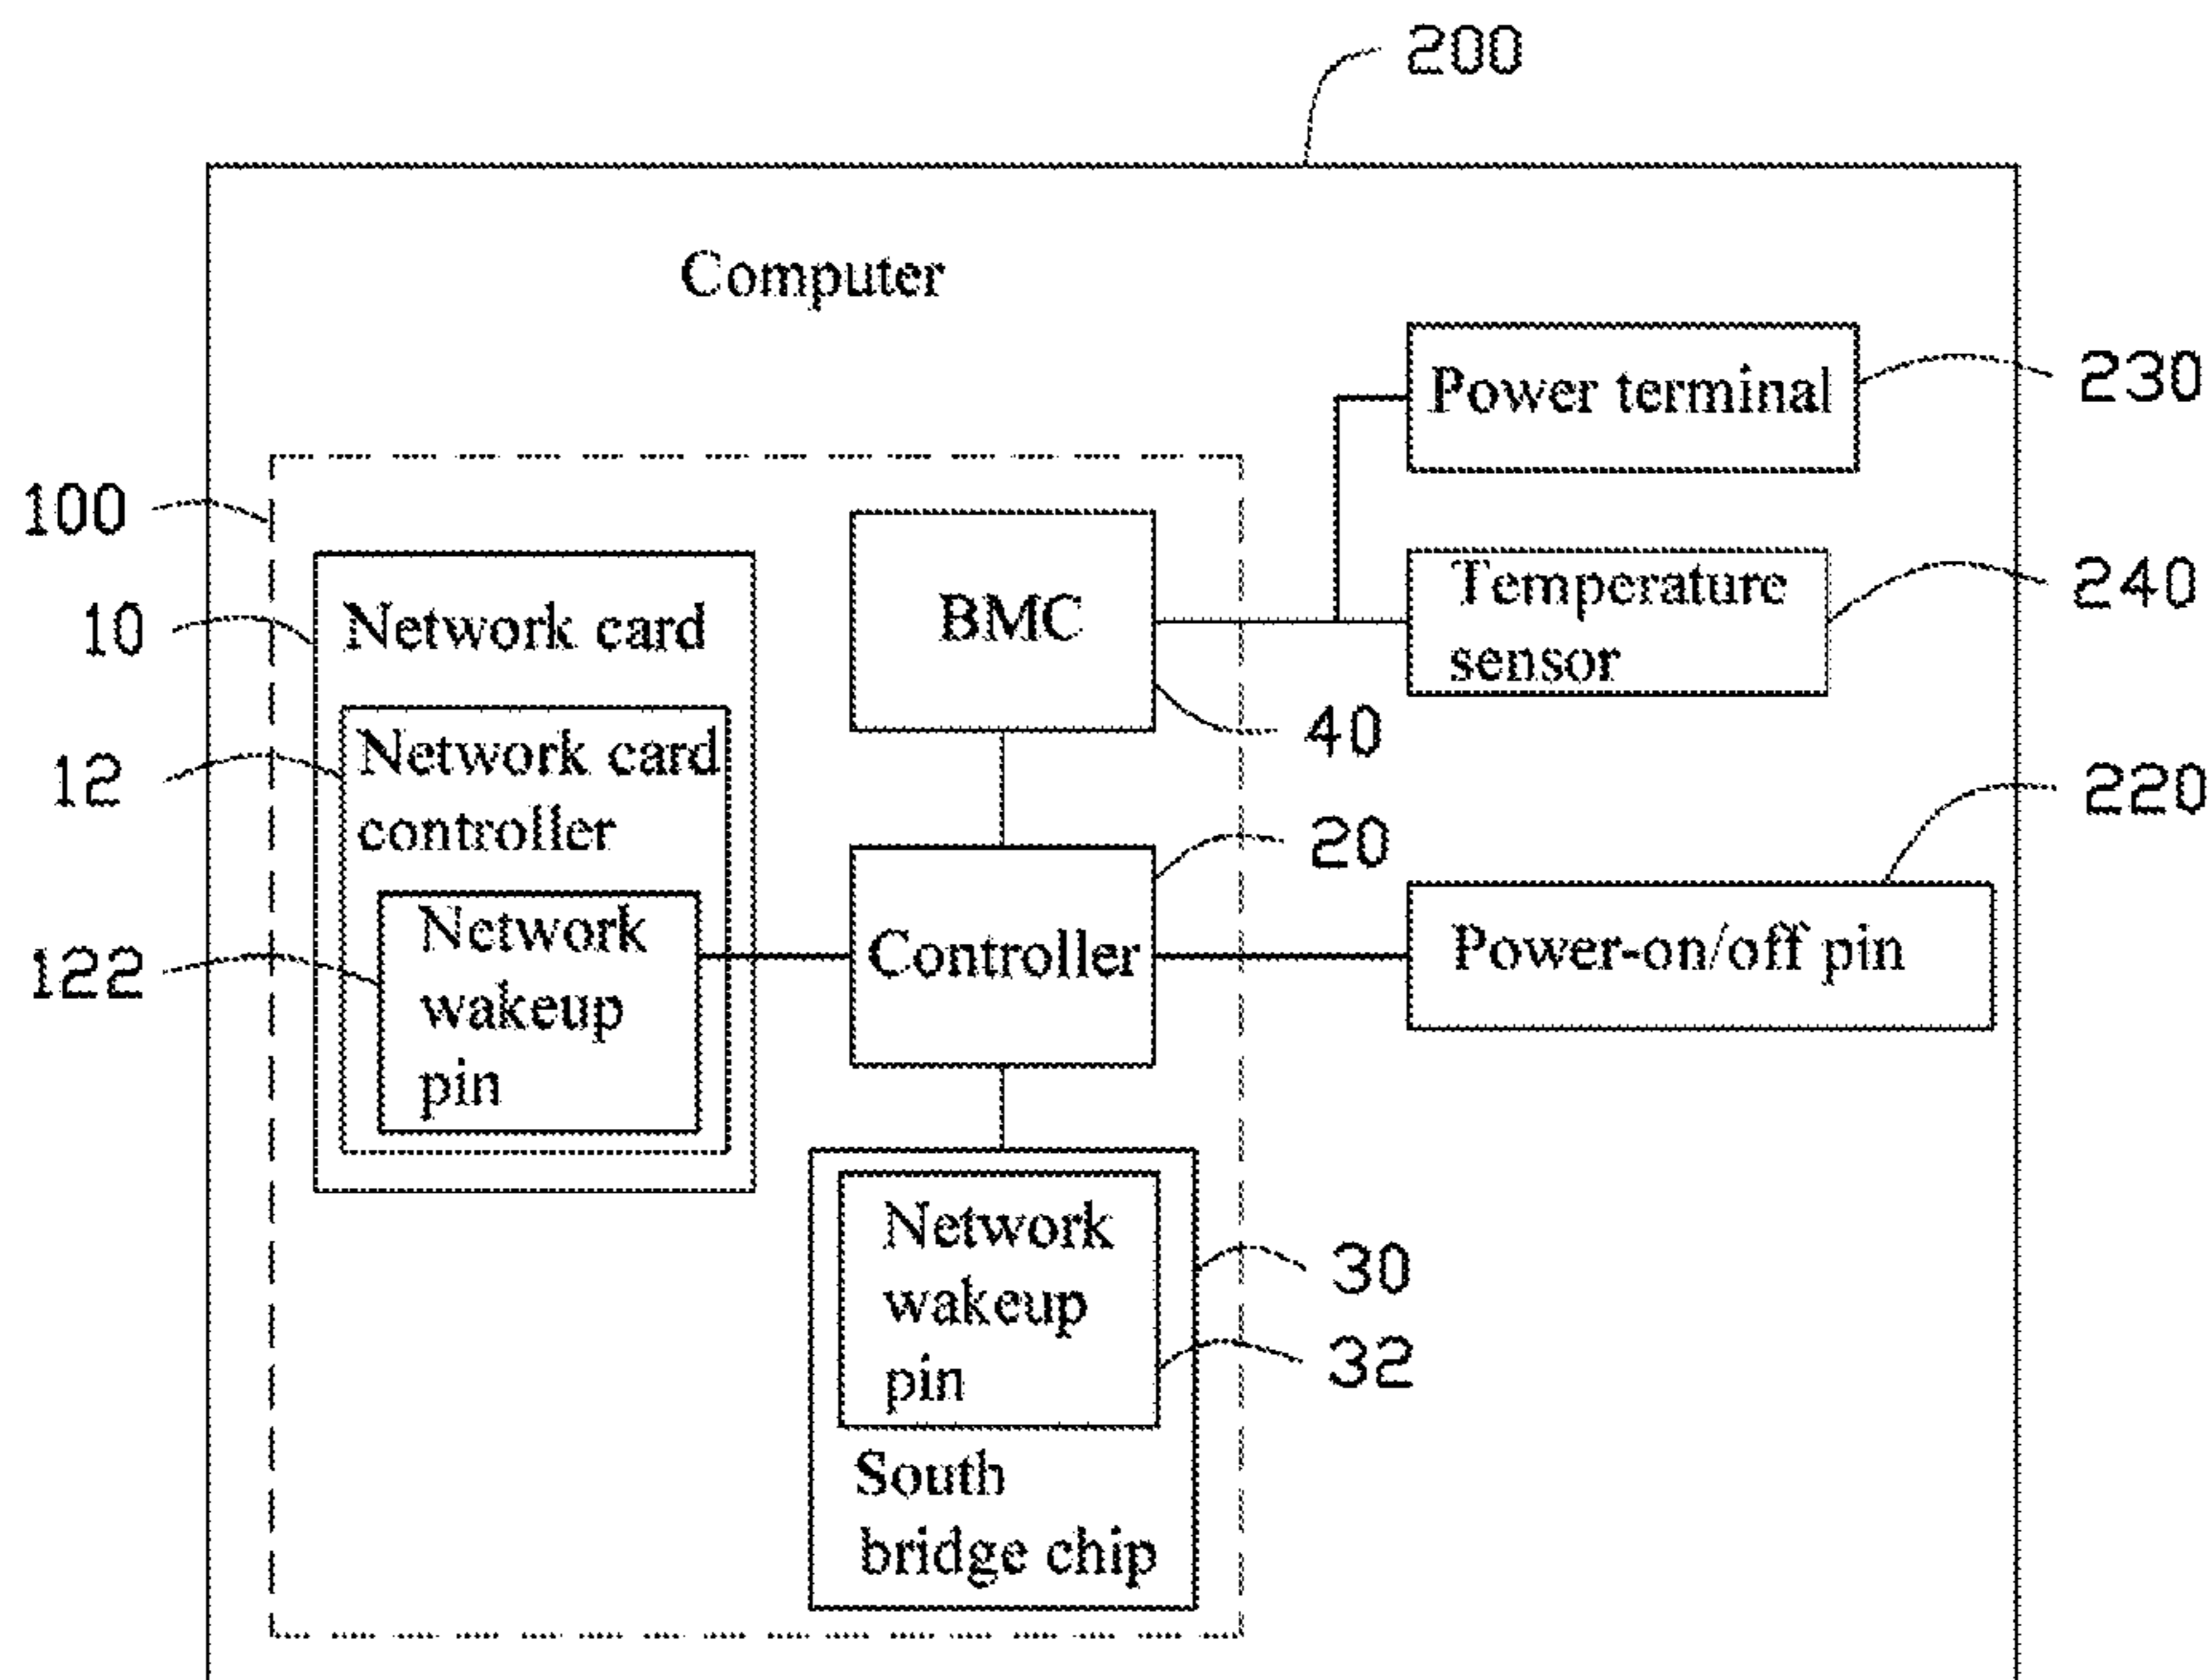 200
Computer
Power terminal
230
100
10
Network card
BMC
Temperature
sensor
240
40
12
Network card
controller
20
220
122
Network
wakeup
pin
Controller
Power-on/off pin
Network
wakeup
pin
30
32
South
bridge chip